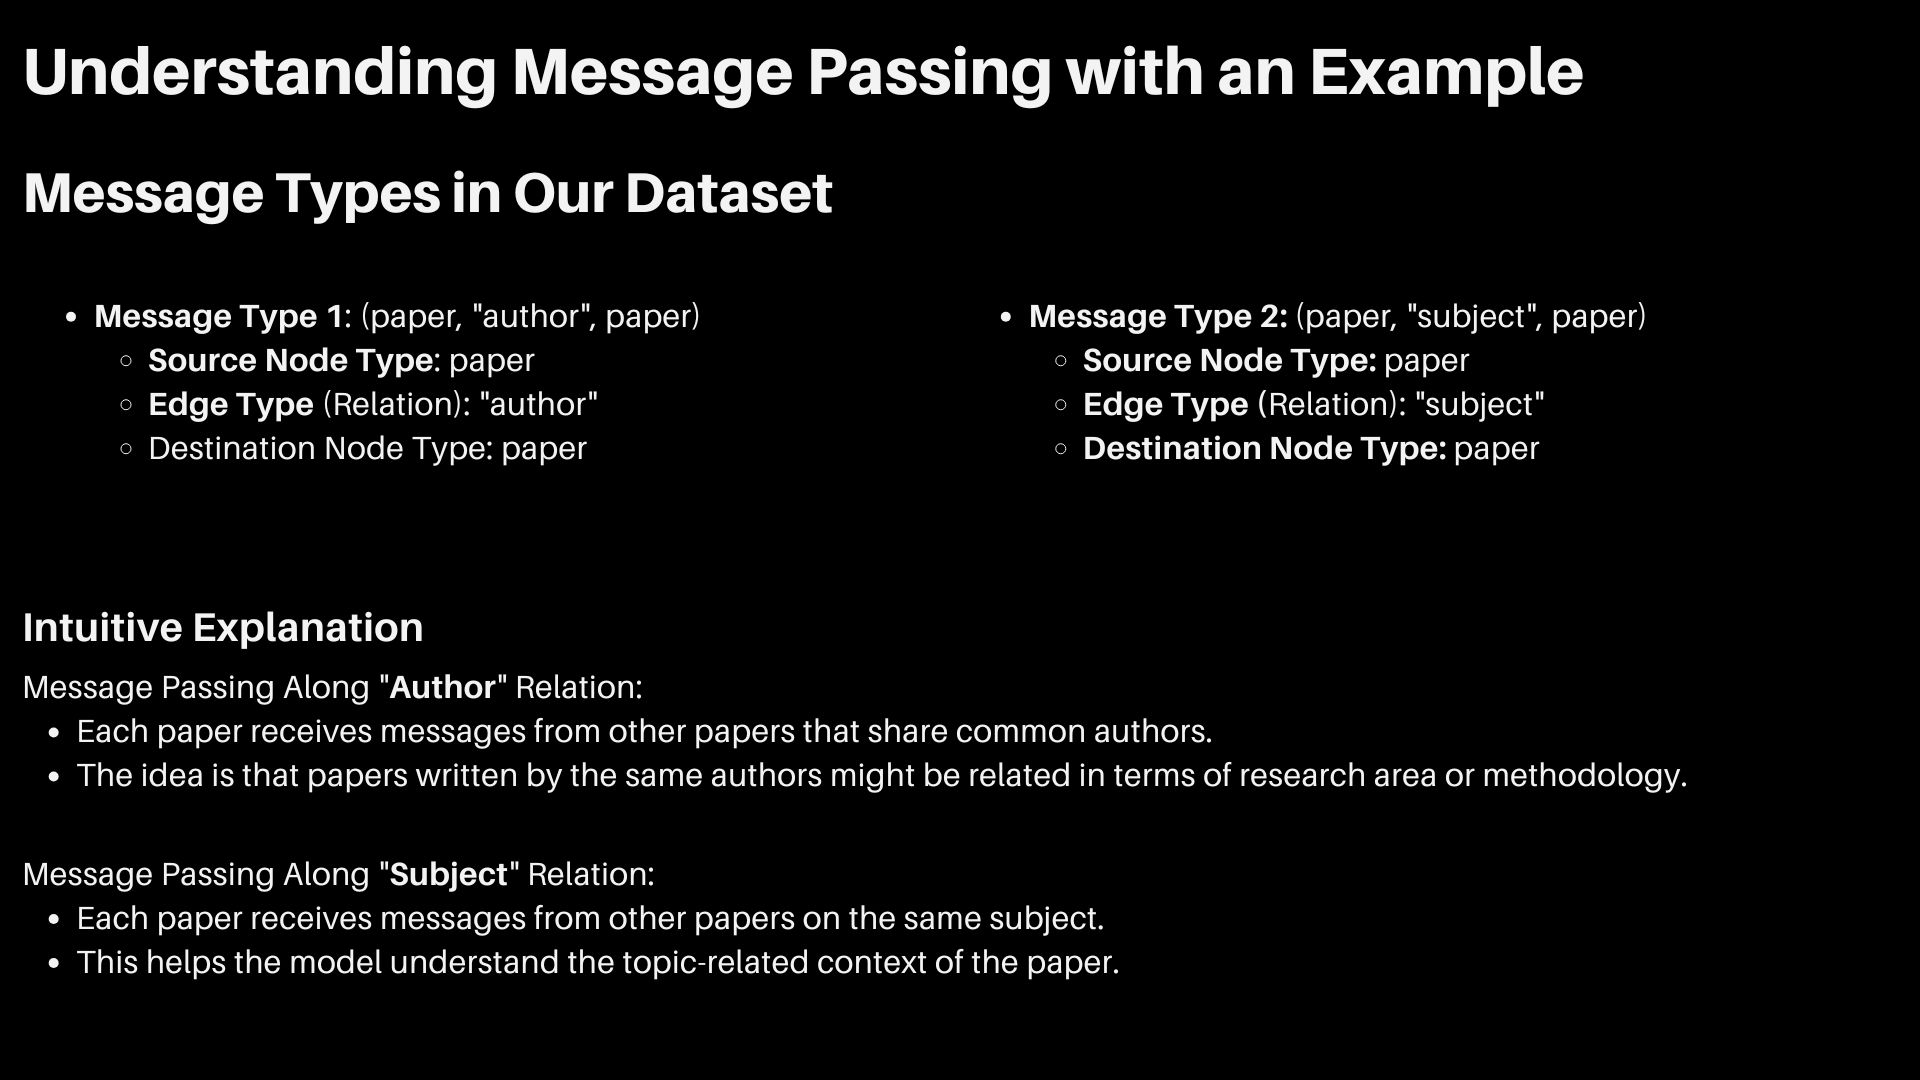 Understanding Message Passing with an Example
Message Types in Our Dataset
• Message Type 1: (paper, "author", paper)
○ Source Node Type: paper
○ Edge Type (Relation): "author"
○ Destination Node Type: paper
• Message Type 2: (paper, "subject", paper)
○ Source Node Type: paper
○ Edge Type (Relation): "subject"
○ Destination Node Type: paper
Intuitive Explanation
Message Passing Along "Author" Relation:
• Each paper receives messages from other papers that share common authors.
• The idea is that papers written by the same authors might be related in terms of research area or methodology.
Message Passing Along "Subject" Relation:
• Each paper receives messages from other papers on the same subject.
• This helps the model understand the topic-related context of the paper.